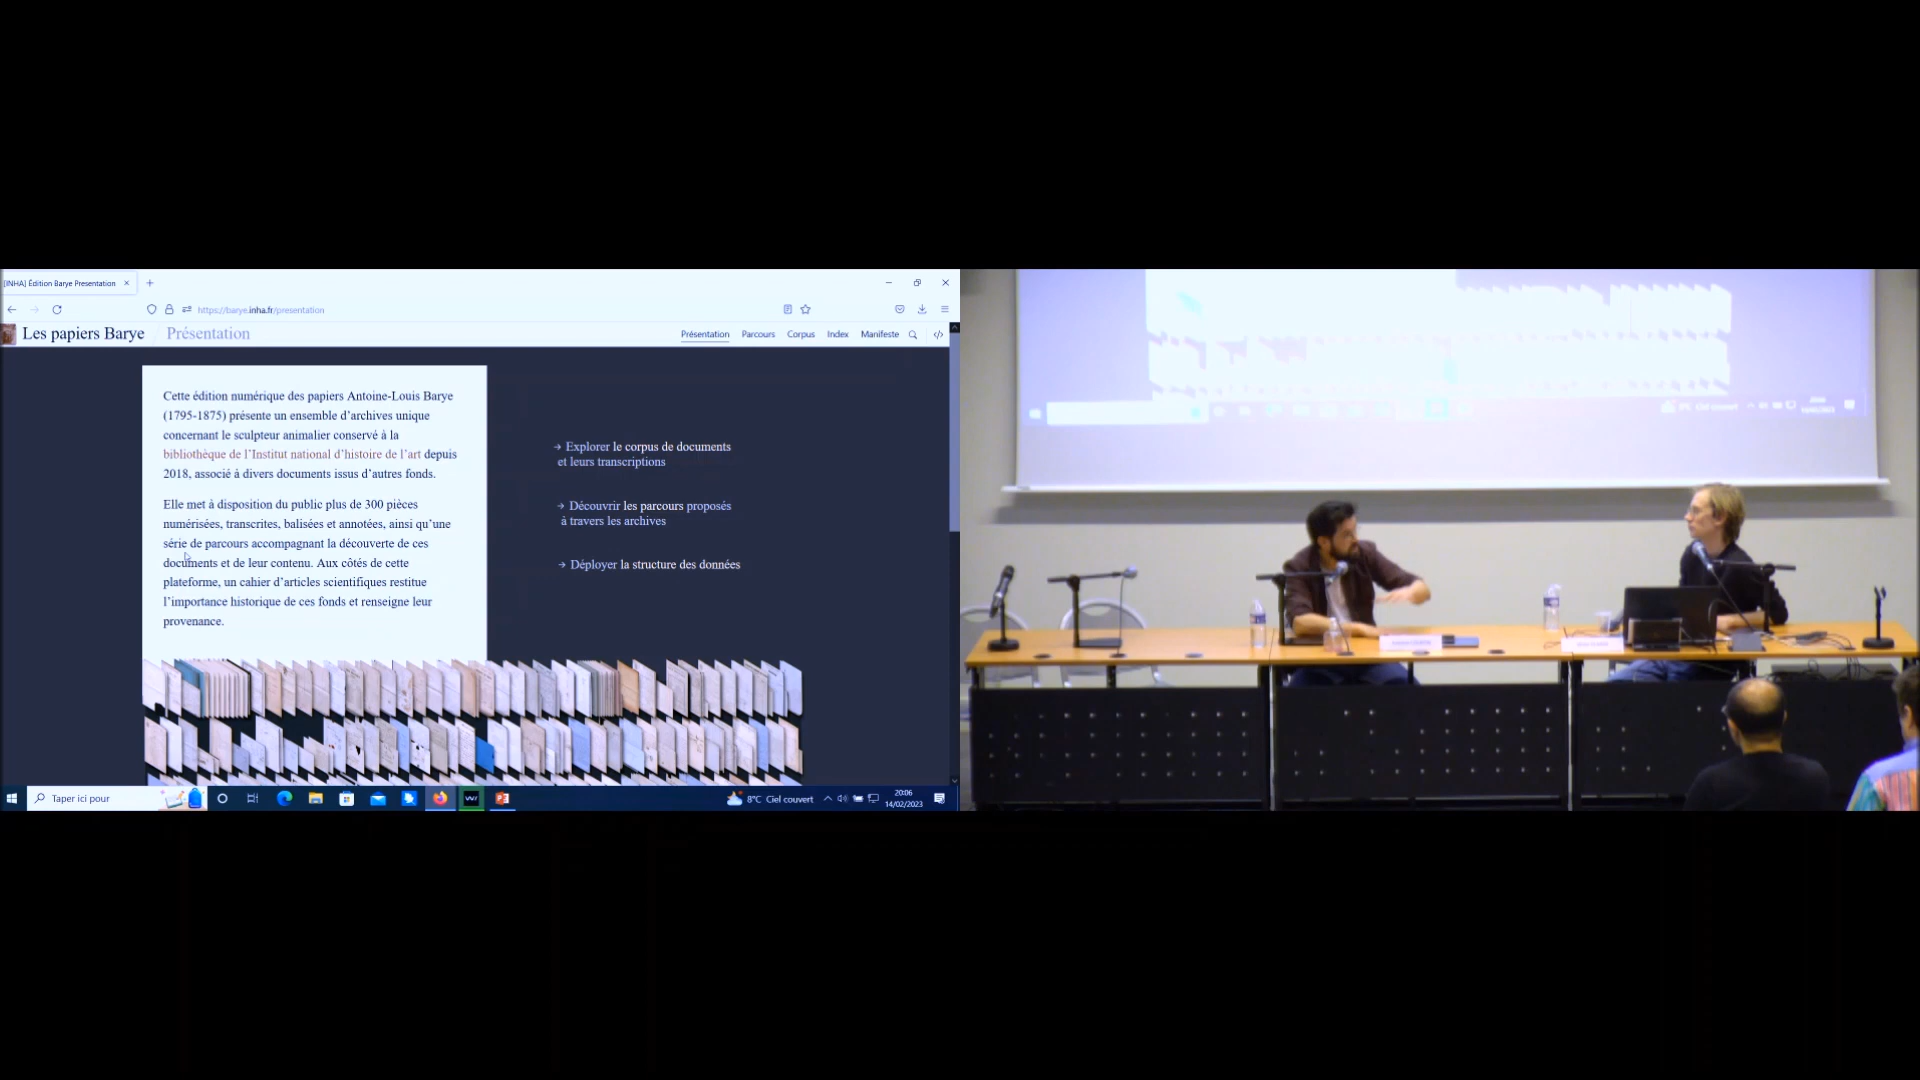 [INHA] Édition Barye Presentation
https://barye.inha.fr/presentation
Les papiers Barye / Présentation
Présentation Parcours Corpus Index Manifeste
Cette édition numérique des papiers Antoine-Louis Barye
(1795-1875) présente un ensemble d’archives unique
concernant le sculpteur animalier conservé à la
bibliothèque de l’Institut national d’histoire de l’art depuis
2018, associé à divers documents issus d’autres fonds.
Elle met à disposition du public plus de 300 pièces
numérisées, transcrites, balisées et annotées, ainsi qu’une
série de parcours accompagnant la découverte de ces
documents et de leur contenu. Aux côtés de cette
plateforme, un cahier d’articles scientifiques restitue
l’importance historique de ces fonds et renseigne leur
provenance.
→ Explorer le corpus de documents
et leurs transcriptions
→ Découvrir les parcours proposés
à travers les archives
→ Déployer la structure des données
Taper ici pour
8°C Ciel couvert
20:06
14/02/2023